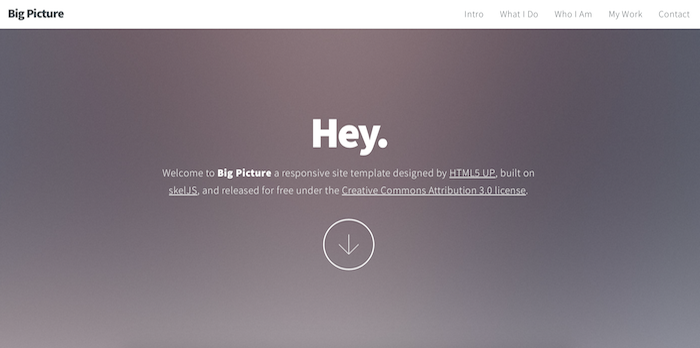 Big Picture
Intro What I Do Who I Am My Work Contact
Hey.
Welcome to Big Picture a responsive site template designed by HTML5 UP, built on
skelJS, and released for free under the Creative Commons Attribution 3.0 license.